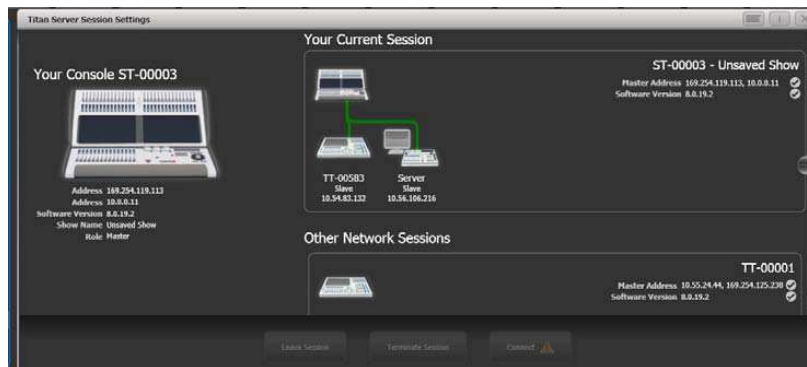 Titan Server Session Settings
Your Current Session
Your Console ST-00003
Address 169.254.119.113
Address 10.0.0.11
Software Version 8.0.19.2
Show Name Unsaved Show
Role Master
ST-00003 - Unsaved Show
Master Address 169.254.119.113, 10.0.0.11
Software Version 8.0.19.2
TT-005B3
Slave
10.54.83.132
Server
Slave
10.56.106.216
Other Network Sessions
TT-00001
Master Address 10.55.24.44, 169.254.125.238
Software Version 8.0.19.2
Leave Session
Terminate Session
Connect